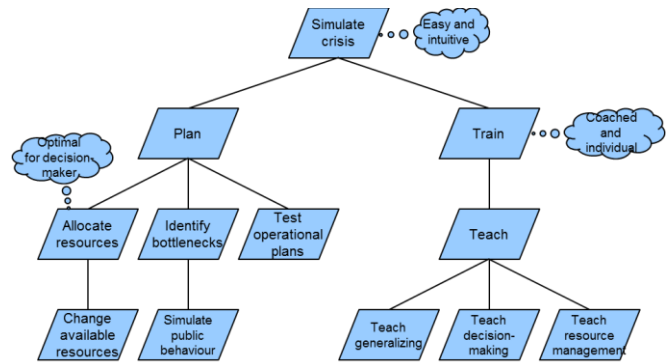 Simulate
crisis
Easy and
intuitive
Plan
Train
Coached
and
individual
Optimal
for decision-
maker
Allocate
resources
Identify
bottlenecks
Test
operational
plans
Teach
Change
available
resources
Simulate
public
behaviour
Teach
generalizing
Teach
decision-
making
Teach
resource
management